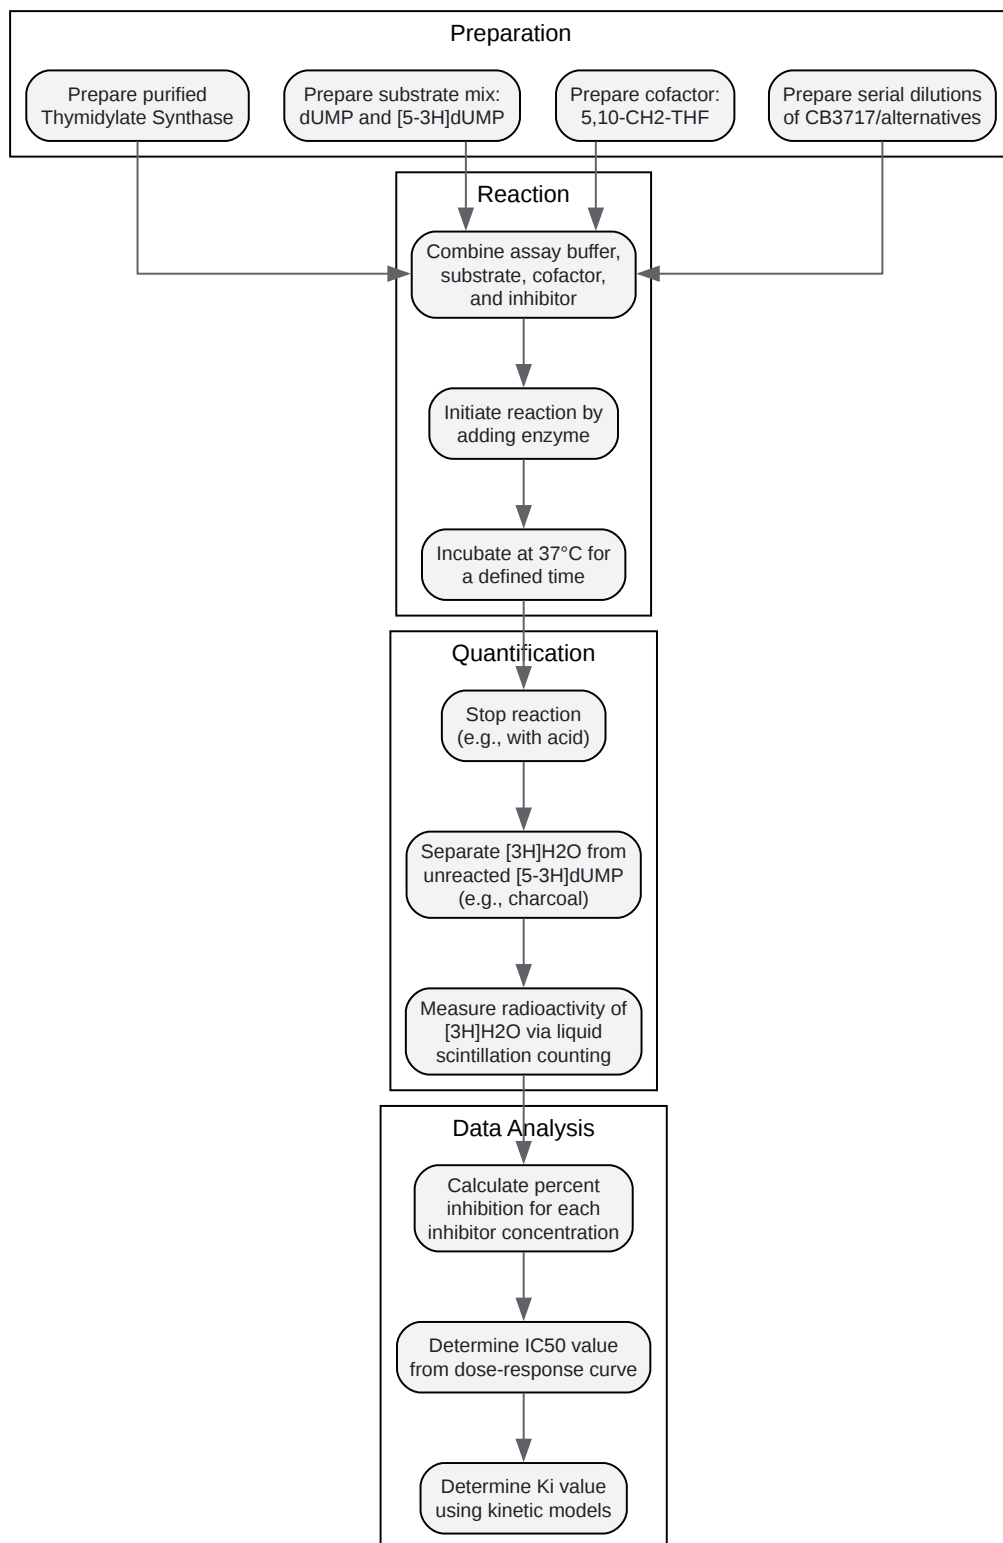 Preparation
Prepare purified
Thymidylate Synthase
Prepare substrate mix:
dUMP and [5-3H]dUMP
Prepare cofactor:
5,10-CH2-THF
Prepare serial dilutions
of CB3717/alternatives
Reaction
Combine assay buffer,
substrate, cofactor,
and inhibitor
Initiate reaction by
adding enzyme
Incubate at 37°C for
a defined time
Quantification
Stop reaction
(e.g., with acid)
Separate [3H]H2O from
unreacted [5-3H]dUMP
(e.g., charcoal)
Measure radioactivity of
[3H]H2O via liquid
scintillation counting
Data Analysis
Calculate percent
inhibition for each
inhibitor concentration
Determine IC50 value
from dose-response curve
Determine Ki value
using kinetic models